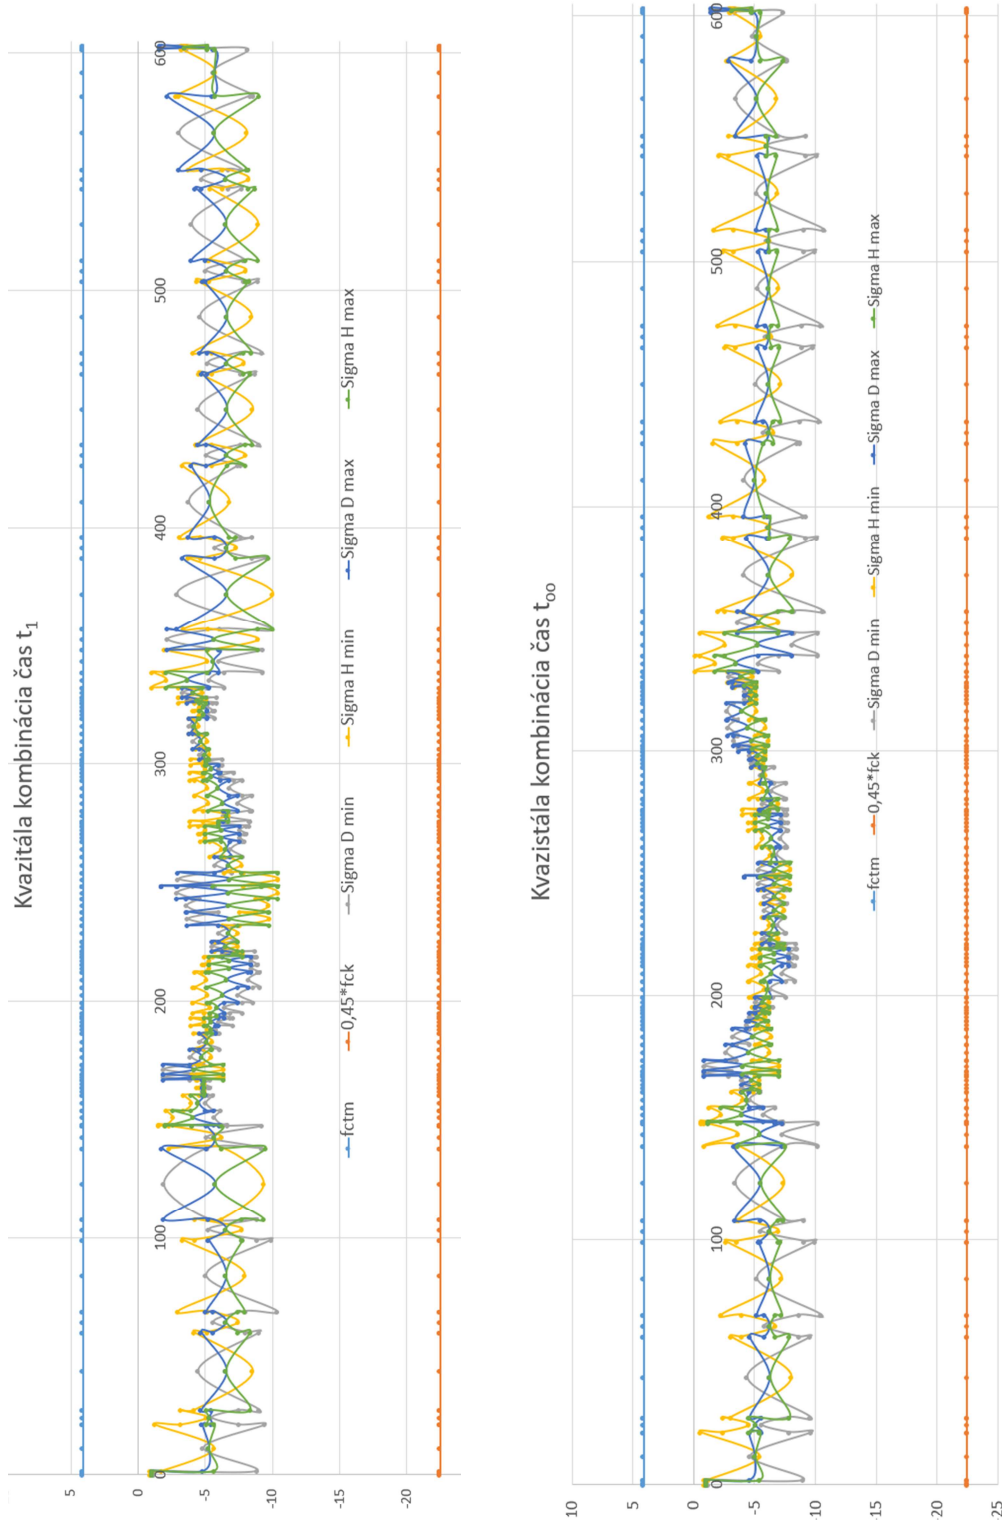 Kvazitála kombinácia čas t1
5
0
-5
-10
-15
-20
0
100
200
300
400
500
600
fctm
0,45*fck
Sigma D min
Sigma H min
Sigma D max
Sigma H max
Kvazistála kombinácia čas too
10
5
0
-5
-10
-15
-20
-25
0
100
200
300
400
500
600
fctm
0,45*fck
Sigma D min
Sigma H min
Sigma D max
Sigma H max